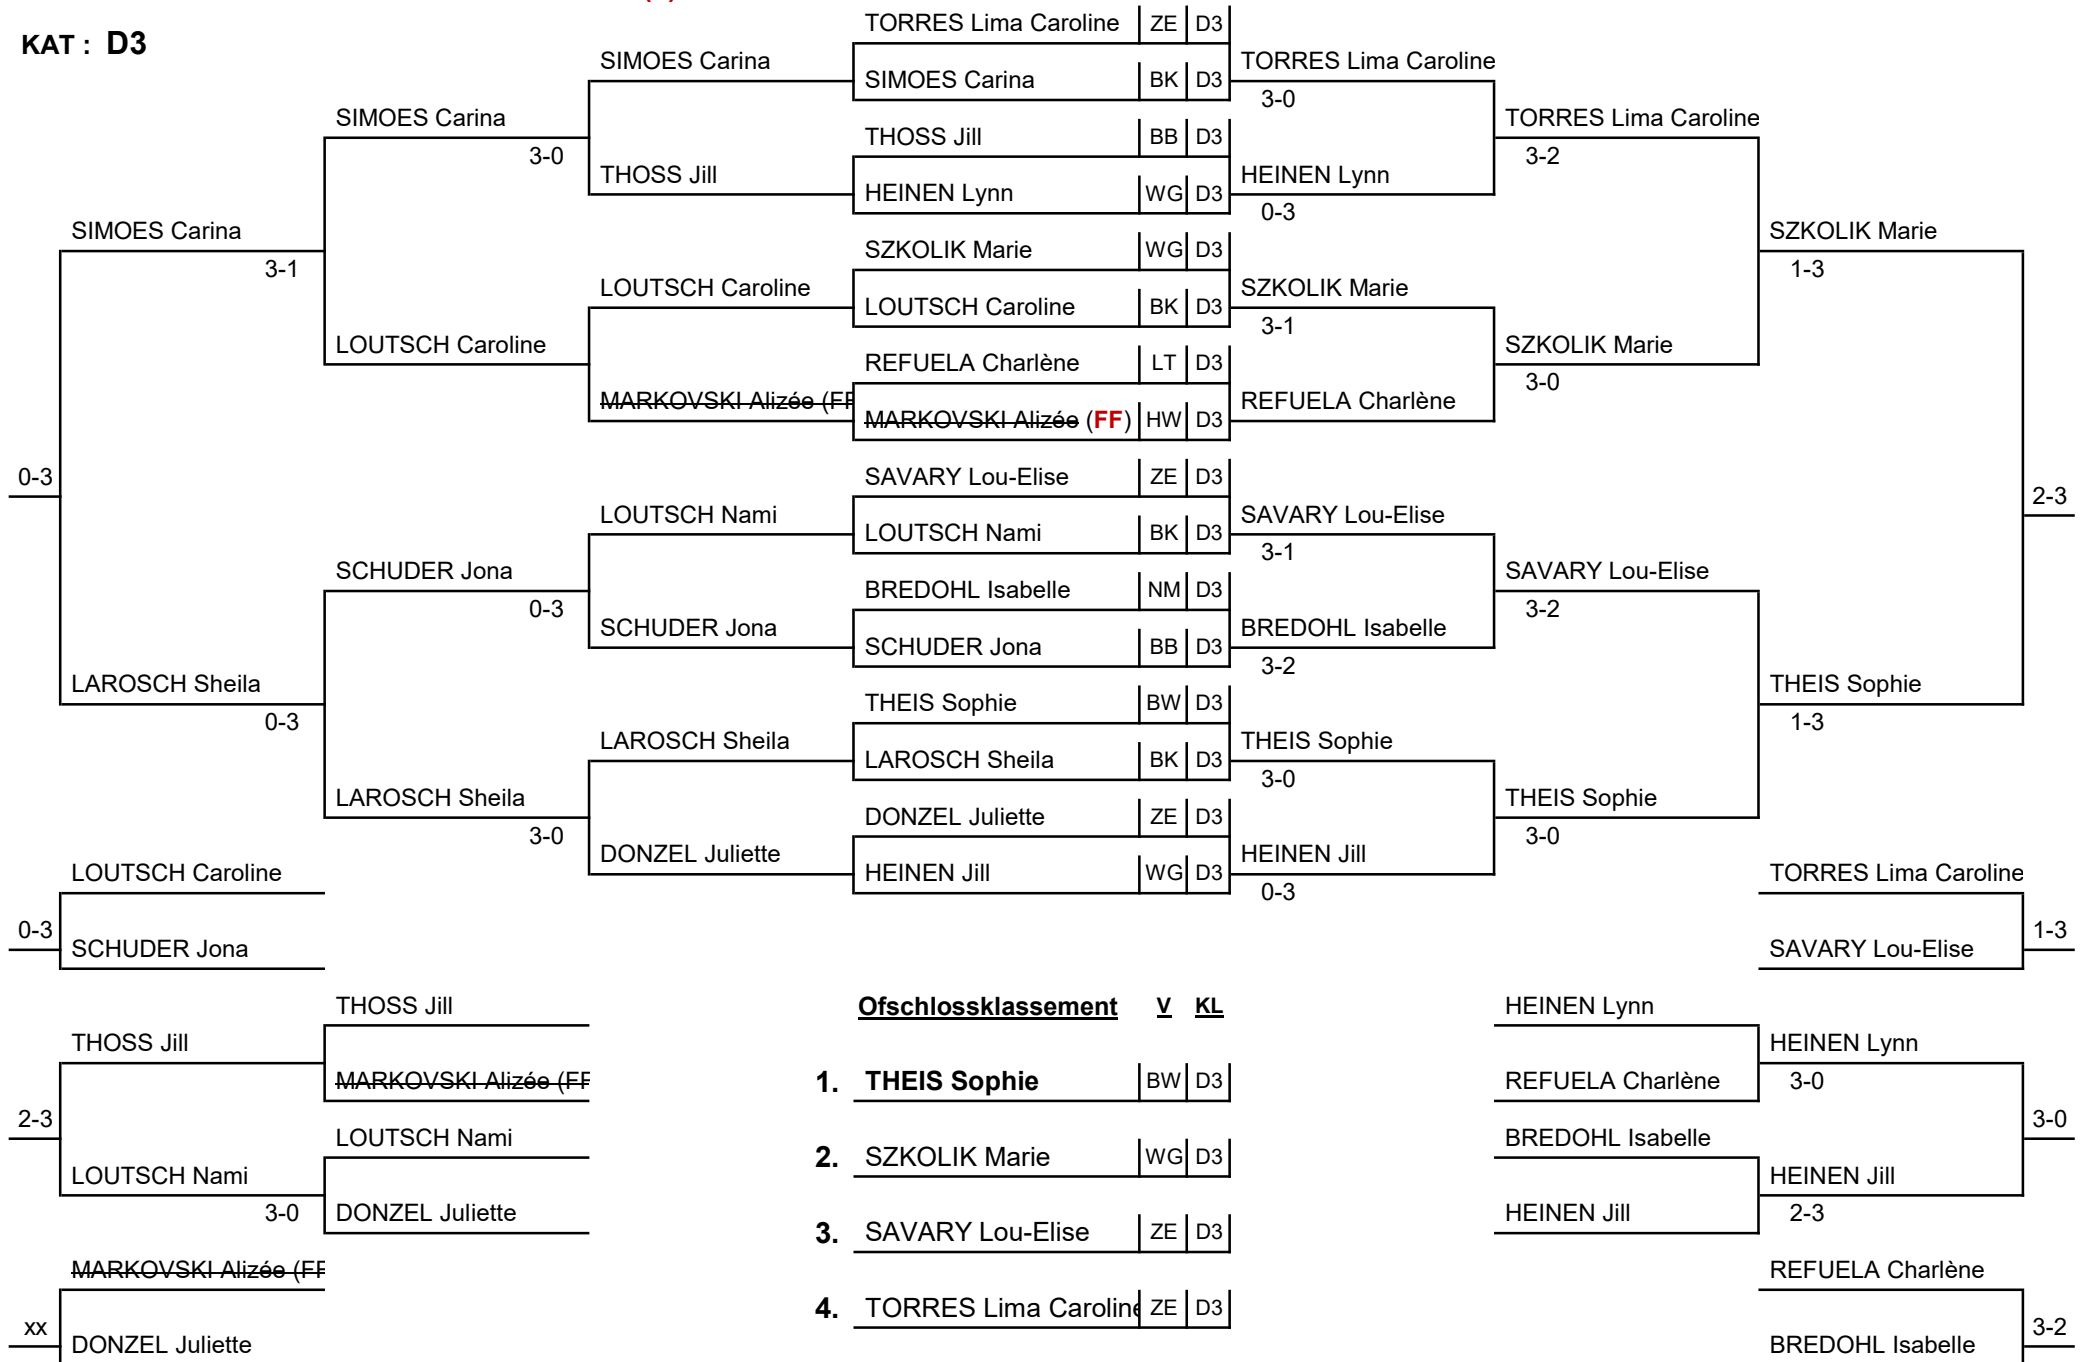 KAT : D3
TORRES Lima Caroline ZE D3
SIMOES Carina
TORRES Lima Caroline
SIMOES Carina BK D3
3-0
SIMOES Carina
TORRES Lima Caroline
THOSS Jill BB D3
3-0
3-2
THOSS Jill
HEINEN Lynn
HEINEN Lynn WG D3
0-3
SIMOES Carina
SZKOLIK Marie
SZKOLIK Marie WG D3
3-1
1-3
LOUTSCH Caroline
SZKOLIK Marie
LOUTSCH Caroline BK D3
3-1
LOUTSCH Caroline
SZKOLIK Marie
REFUELA Charlène LT D3
3-0
MARKOVSKI Alizée (FF
REFUELA Charlène
MARKOVSKI Alizée (FF) HW D3
0-3
SAVARY Lou-Elise ZE D3
2-3
LOUTSCH Nami
SAVARY Lou-Elise
LOUTSCH Nami BK D3
3-1
SCHUDER Jona
SAVARY Lou-Elise
BREDOHL Isabelle NM D3
0-3
3-2
SCHUDER Jona
BREDOHL Isabelle
SCHUDER Jona BB D3
3-2
LAROSCH Sheila
THEIS Sophie
THEIS Sophie BW D3
0-3
1-3
LAROSCH Sheila
THEIS Sophie
LAROSCH Sheila BK D3
3-0
LAROSCH Sheila
THEIS Sophie
DONZEL Juliette ZE D3
3-0
3-0
DONZEL Juliette
HEINEN Jill
HEINEN Jill WG D3
0-3
LOUTSCH Caroline
TORRES Lima Caroline
0-3
1-3
SCHUDER Jona
SAVARY Lou-Elise
THOSS Jill
Ofschlossklassement V KL
HEINEN Lynn
THOSS Jill
HEINEN Lynn
MARKOVSKI Alizée (FF
1. THEIS Sophie BW D3
REFUELA Charlène
3-0
2-3
3-0
LOUTSCH Nami
BREDOHL Isabelle
2. SZKOLIK Marie WG D3
LOUTSCH Nami
HEINEN Jill
3-0
DONZEL Juliette
HEINEN Jill
2-3
3. SAVARY Lou-Elise ZE D3
MARKOVSKI Alizée (FF
REFUELA Charlène
4. TORRES Lima Caroline ZE D3
xx
3-2
DONZEL Juliette
BREDOHL Isabelle